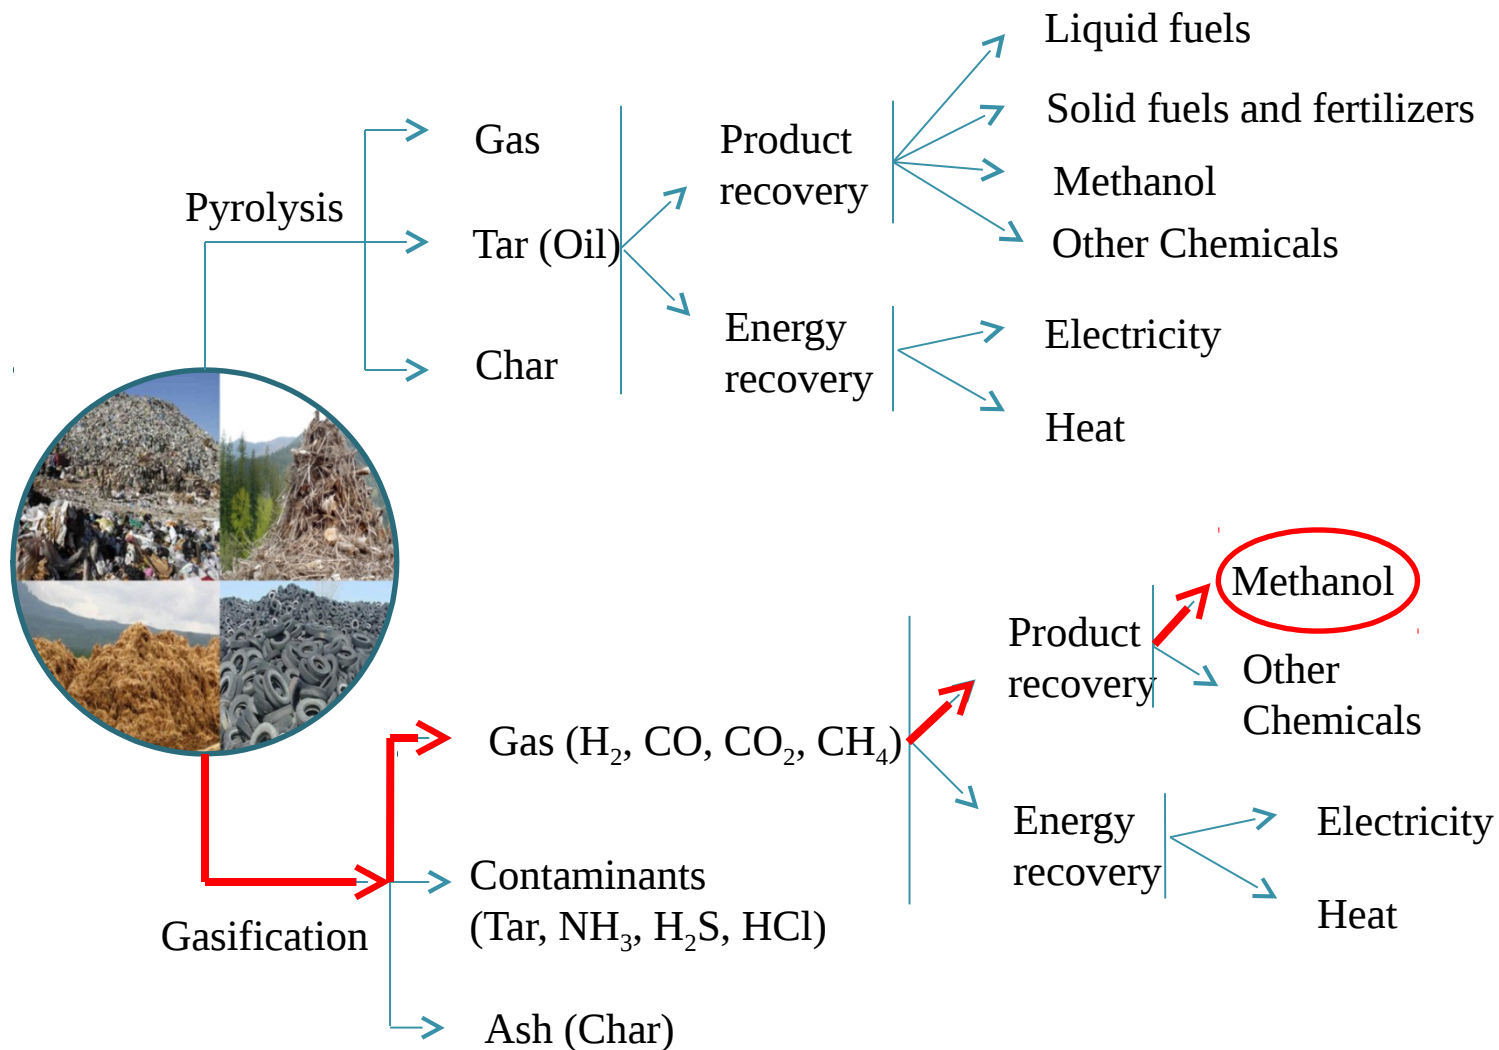 Liquid fuels
Solid fuels and fertilizers
Gas
Product
recovery
Methanol
Pyrolysis
Tar (Oil)
Other Chemicals
Energy
recovery
Electricity
Char
Heat
Methanol
Product
recovery
Other
Chemicals
Gas (H₂, CO, CO₂, CH₄)
Energy
recovery
Electricity
Contaminants
(Tar, NH₃, H₂S, HCl)
Heat
Gasification
Ash (Char)